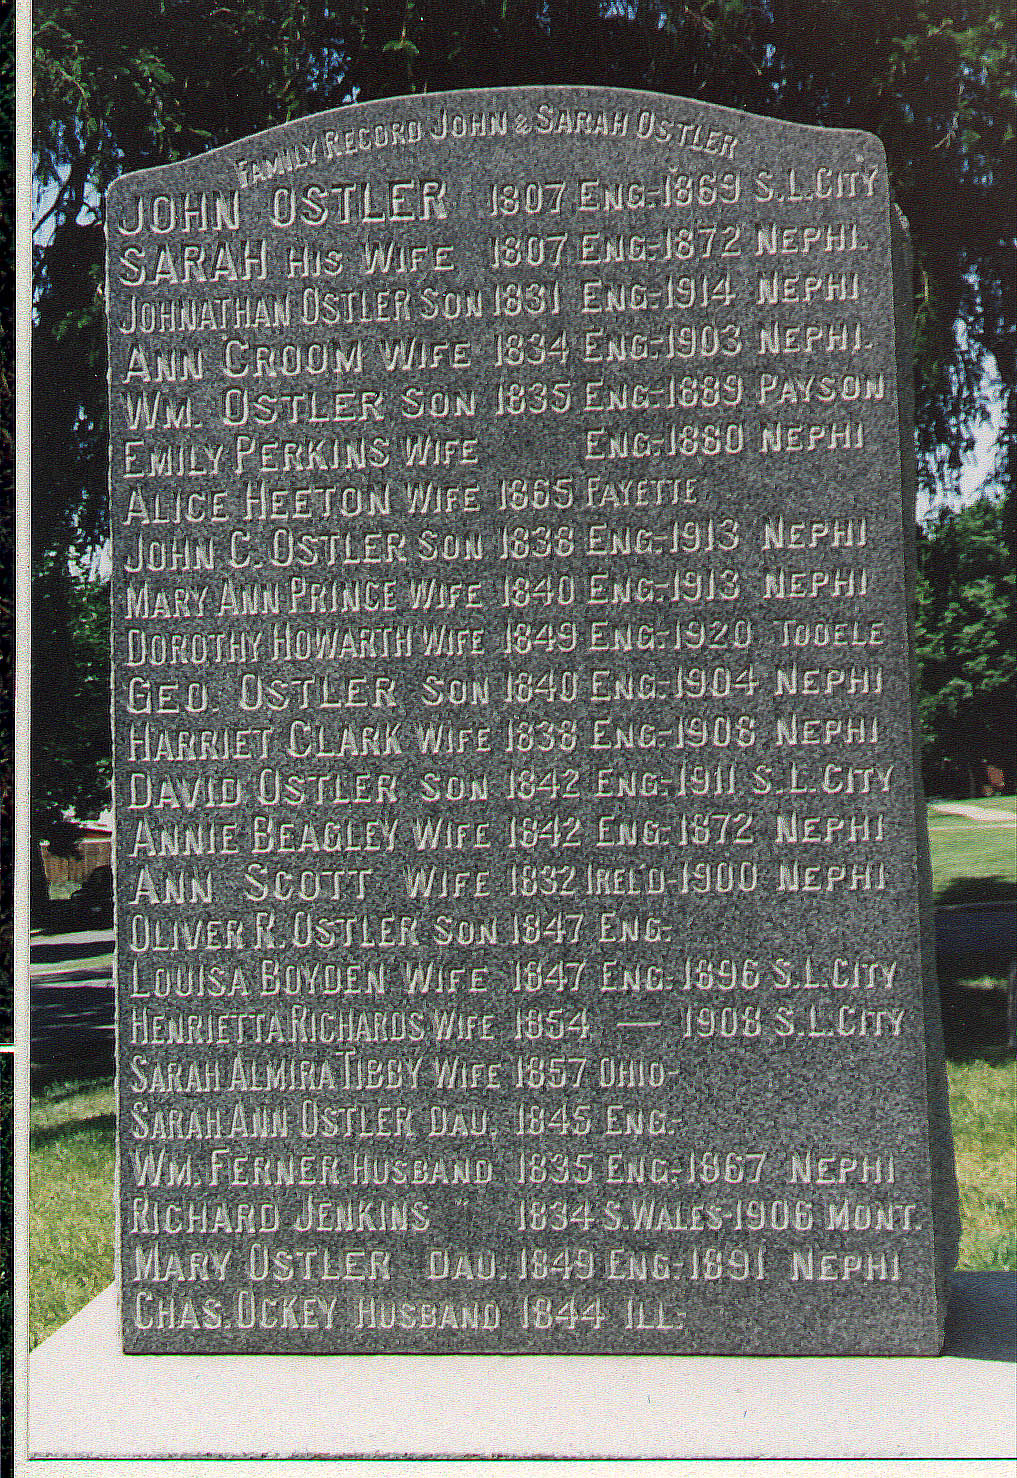 FAMILY RECORD JOHN & SARAH OSTLER
JOHN OSTLER 1807 ENG.-1869 S.L.CITY
SARAH HIS WIFE 1807 ENG.-1872 NEPHI.
JOHNATHAN OSTLER SON 1831 ENG.-1914 NEPHI
ANN CROOM WIFE 1834 ENG.-1903 NEPHI.
WM. OSTLER SON 1835 ENG.-1889 PAYSON
EMILY PERKINS WIFE ENG.-1880 NEPHI
ALICE HEETON WIFE 1865 FAYETTE
JOHN C. OSTLER SON 1838 ENG.-1913 NEPHI
MARY ANN PRINCE WIFE 1840 ENG.-1913 NEPHI
DOROTHY HOWARTH WIFE 1849 ENG.-1920 TOOELE
GEO. OSTLER SON 1840 ENG.-1904 NEPHI
HARRIET CLARK WIFE 1838 ENG.-1908 NEPHI
DAVID OSTLER SON 1842 ENG.-1911 S.L.CITY
ANNIE BEAGLEY WIFE 1842 ENG.-1872 NEPHI
ANN SCOTT WIFE 1832 IREL'D-1900 NEPHI
OLIVER R. OSTLER SON 1847 ENG.-
LOUISA BOYDEN WIFE 1847 ENG.-1896 S.L.CITY
HENRIETTA RICHARDS WIFE 1854 — 1908 S.L.CITY
SARAH ALMIRA TIBBY WIFE 1857 OHIO-
SARAH ANN OSTLER DAU. 1845 ENG.-
WM. FERNER HUSBAND 1835 ENG.-1867 NEPHI
RICHARD JENKINS " 1834 S.WALES-1906 MONT.
MARY OSTLER DAU. 1849 ENG.-1891 NEPHI
CHAS. OCKEY HUSBAND 1844 ILL.-